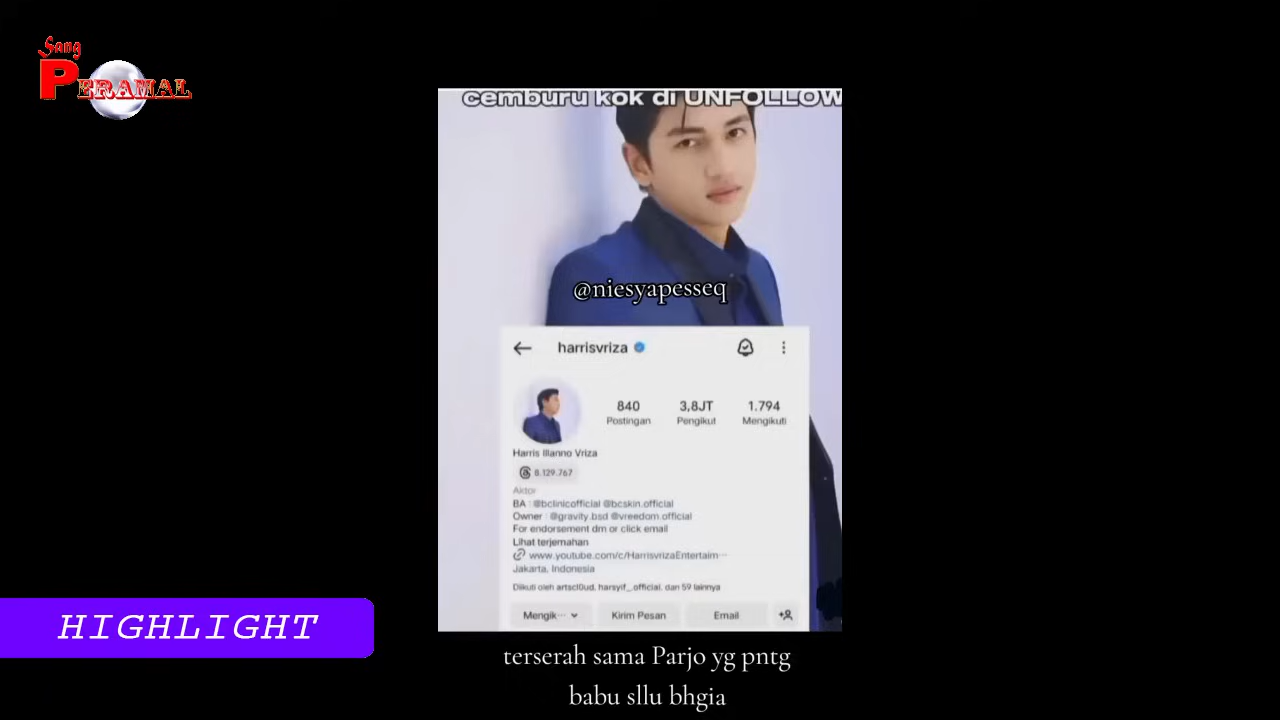 Sang
PERAMAL
cemburu kok di UNFOLLOW
@niesyapesseq
harrisvriza
840
3,8JT
1.794
Postingan
Pengikut
Mengikuti
Harris Illanno Vriza
8.129.767
Aktor
BA : @bclinicofficial @bcskin.official
Owner : @gravity.bsd @vreedom.official
For endorsement dm or click email
Lihat terjemahan
www.youtube.com/c/HarrisvrizaEntertaim...
Jakarta, Indonesia
Diikuti oleh artscl0ud, harsyif_.official, dan 59 lainnya
Mengik...
Kirim Pesan
Email
HIGHLIGHT
terserah sama Parjo yg pntg
babu sllu bhgia